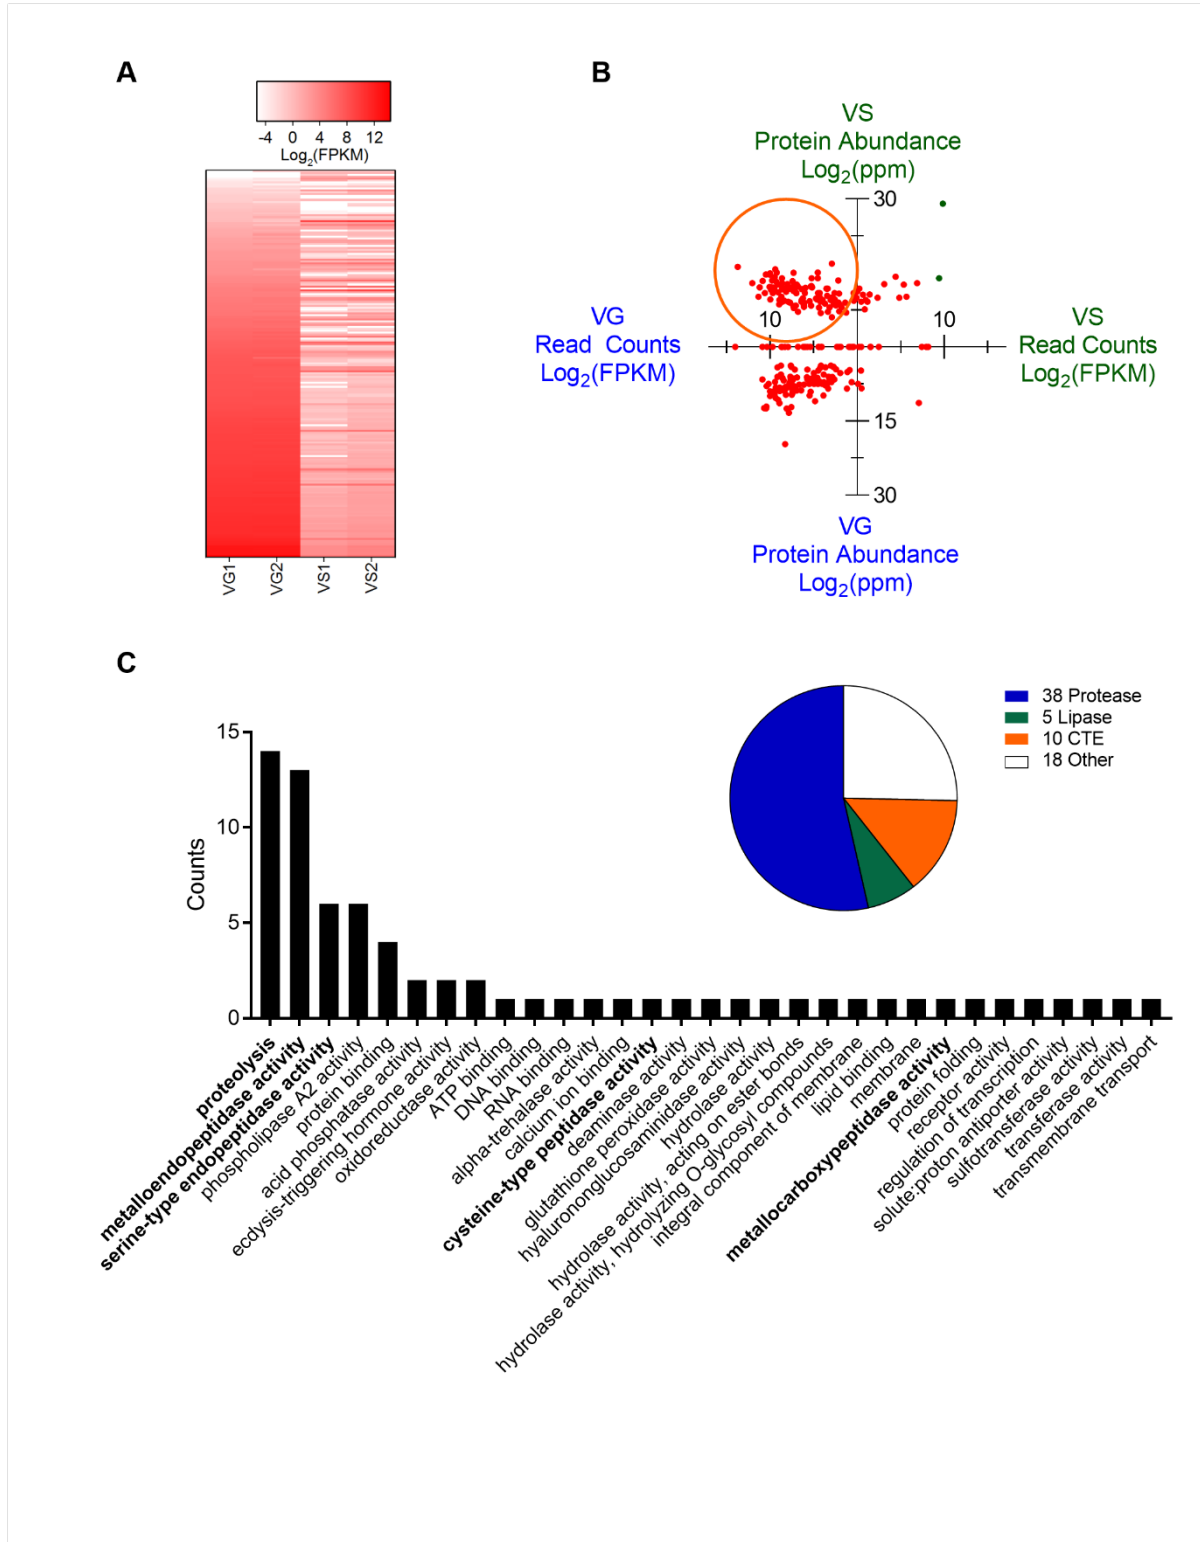 A
-4 0 4 8 12
Log2(FPKM)
VG1
VG2
VS1
VS2
B
VS
Protein Abundance
Log2(ppm)
30
10
10
15
30
VG
Read Counts
Log2(FPKM)
VS
Read Counts
Log2(FPKM)
VG
Protein Abundance
Log2(ppm)
C
Counts
15
10
5
0
38 Protease
5 Lipase
10 CTE
18 Other
proteolysis
metalloendopeptidase activity
serine-type endopeptidase activity
phospholipase A2 activity
protein binding
acid phosphatase activity
ecdysis-triggering hormone activity
oxidoreductase activity
ATP binding
DNA binding
RNA binding
alpha-trehalase activity
calcium ion binding
cysteine-type peptidase activity
deaminase activity
glutathione peroxidase activity
hyaluronoglucosaminidase activity
hydrolase activity
hydrolase activity, acting on ester bonds
hydrolase activity, hydrolyzing O-glycosyl compounds
integral component of membrane
lipid binding
membrane
metallocarboxypeptidase activity
protein folding
receptor activity
regulation of transcription
solute:proton antiporter activity
sulfotransferase activity
transferase activity
transmembrane transport